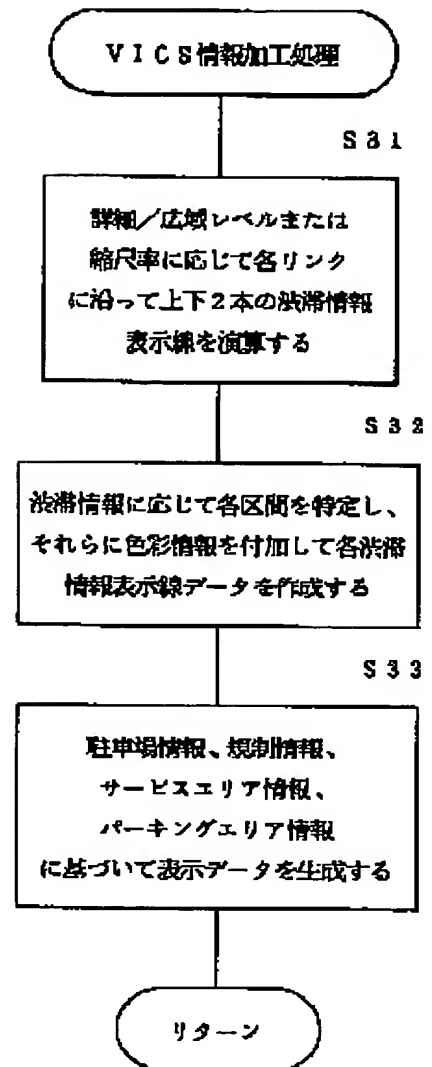 VICS情報加工処理
S31
詳細／広域レベルまたは
縮尺率に応じて各リンク
に沿って上下2本の渋滞情報
表示線を演算する
S32
渋滞情報に応じて各区間を特定し、
それらに色彩情報を付加して各渋滞
情報表示線データを作成する
S33
駐車場情報、規制情報、
サービスエリア情報、
パーキングエリア情報
に基づいて表示データを生成する
リターン